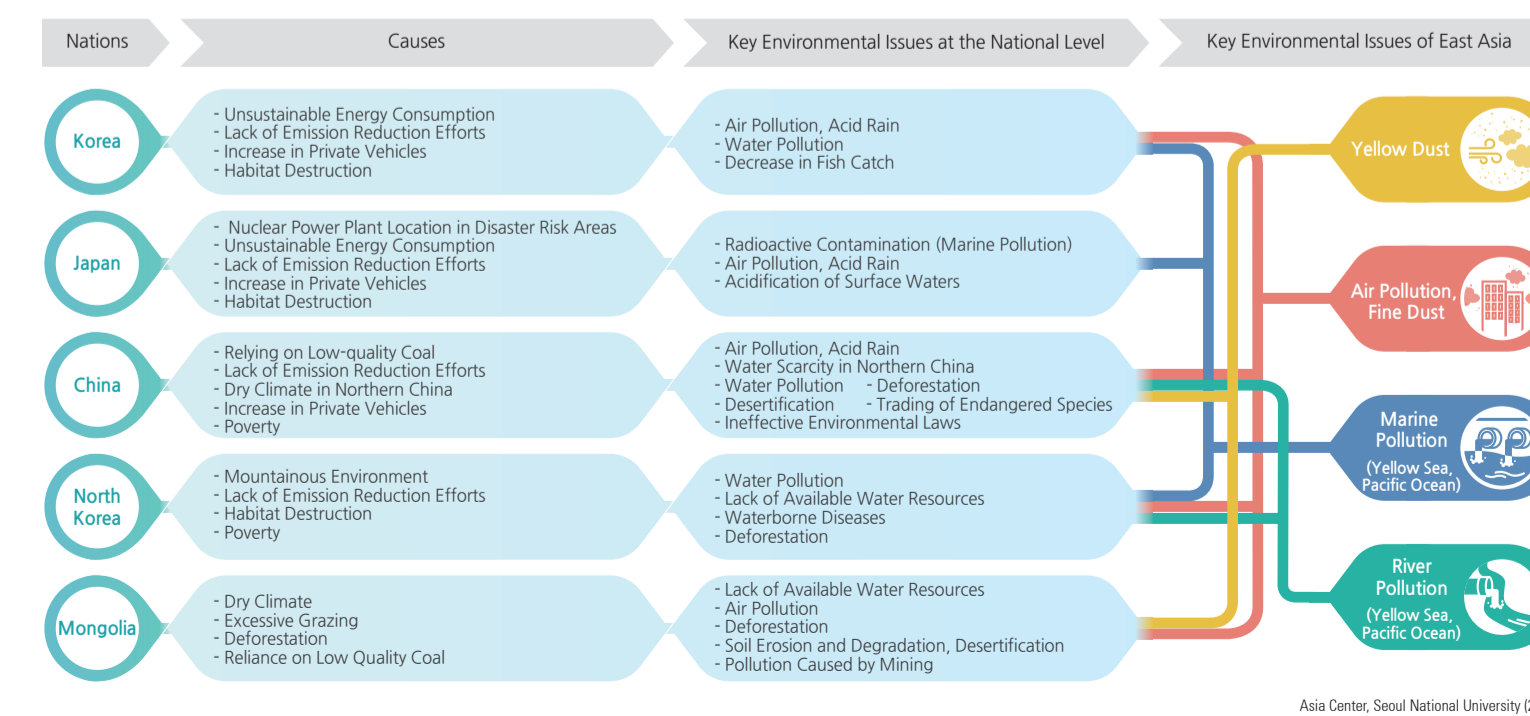 Nations
Causes
Key Environmental Issues at the National Level
Key Environmental Issues of East Asia
Korea
- Unsustainable Energy Consumption
- Lack of Emission Reduction Efforts
- Increase in Private Vehicles
- Habitat Destruction
- Air Pollution, Acid Rain
- Water Pollution
- Decrease in Fish Catch
Japan
- Nuclear Power Plant Location in Disaster Risk Areas
- Unsustainable Energy Consumption
- Lack of Emission Reduction Efforts
- Increase in Private Vehicles
- Habitat Destruction
- Radioactive Contamination (Marine Pollution)
- Air Pollution, Acid Rain
- Acidification of Surface Waters
China
- Relying on Low-quality Coal
- Lack of Emission Reduction Efforts
- Dry Climate in Northern China
- Increase in Private Vehicles
- Poverty
- Air Pollution, Acid Rain
- Water Scarcity in Northern China
- Water Pollution - Deforestation
- Desertification - Trading of Endangered Species
- Ineffective Environmental Laws
North
Korea
- Mountainous Environment
- Lack of Emission Reduction Efforts
- Habitat Destruction
- Poverty
- Water Pollution
- Lack of Available Water Resources
- Waterborne Diseases
- Deforestation
Mongolia
- Dry Climate
- Excessive Grazing
- Deforestation
- Reliance on Low Quality Coal
- Lack of Available Water Resources
- Air Pollution
- Deforestation
- Soil Erosion and Degradation, Desertification
- Pollution Caused by Mining
Yellow Dust
Air Pollution,
Fine Dust
Marine
Pollution
(Yellow Sea,
Pacific Ocean)
River
Pollution
(Yellow Sea,
Pacific Ocean)
Asia Center, Seoul National University